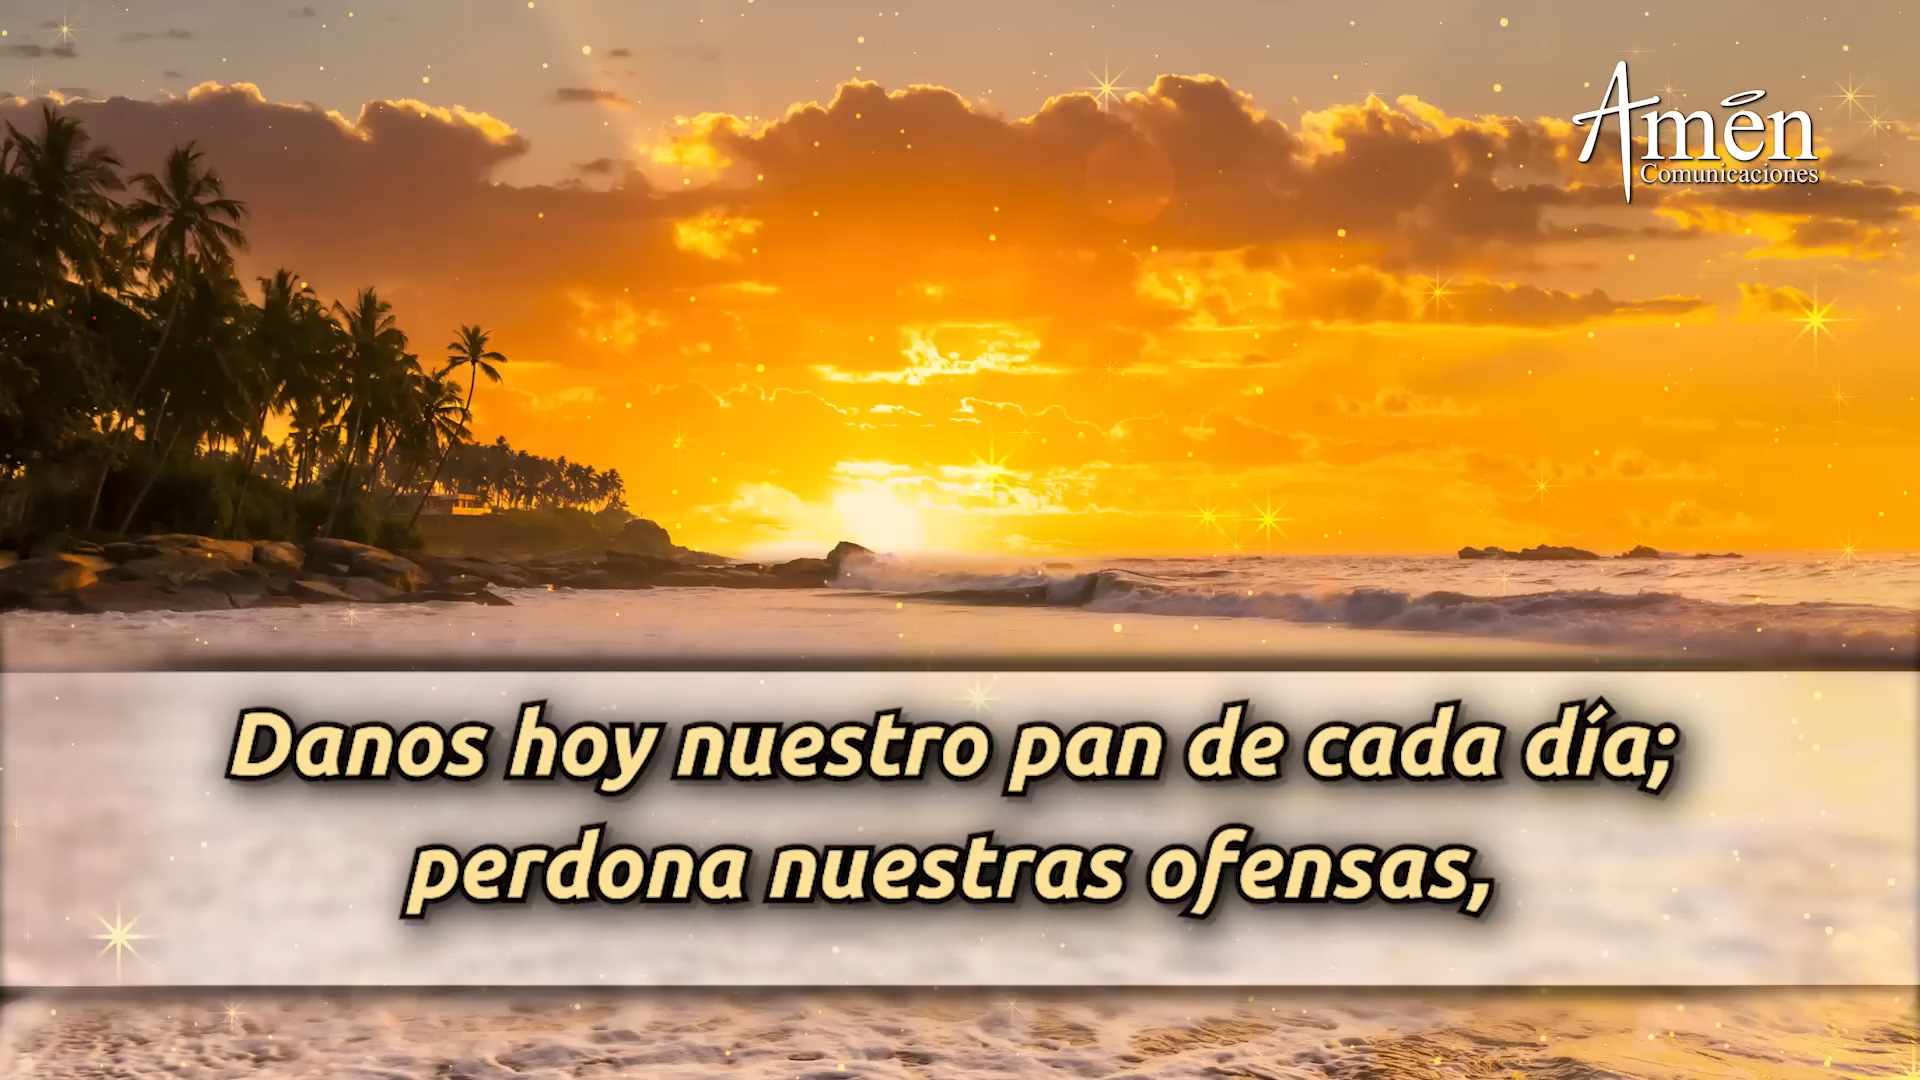 Amén
Comunicaciones
Danos hoy nuestro pan de cada día;
perdona nuestras ofensas,